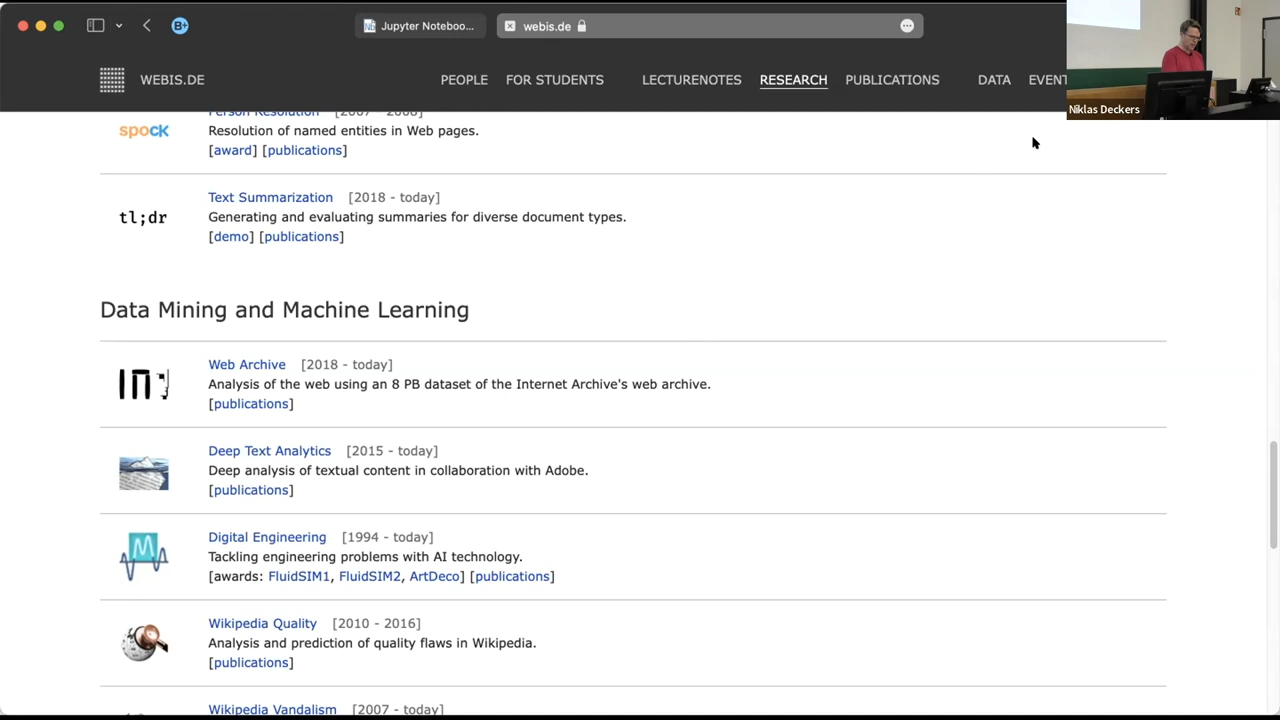 B+
Jupyter Noteboo...
webis.de
WEBIS.DE
PEOPLE
FOR STUDENTS
LECTURENOTES
RESEARCH
PUBLICATIONS
DATA
EVENT
Niklas Deckers
Person Resolution [2007 - 2008]
spock
Resolution of named entities in Web pages.
[award] [publications]
Text Summarization [2018 - today]
tl;dr
Generating and evaluating summaries for diverse document types.
[demo] [publications]
Data Mining and Machine Learning
Web Archive [2018 - today]
Analysis of the web using an 8 PB dataset of the Internet Archive's web archive.
[publications]
Deep Text Analytics [2015 - today]
Deep analysis of textual content in collaboration with Adobe.
[publications]
Digital Engineering [1994 - today]
M
Tackling engineering problems with AI technology.
[awards: FluidSIM1, FluidSIM2, ArtDeco] [publications]
Wikipedia Quality [2010 - 2016]
Analysis and prediction of quality flaws in Wikipedia.
[publications]
Wikipedia Vandalism [2007 - today]